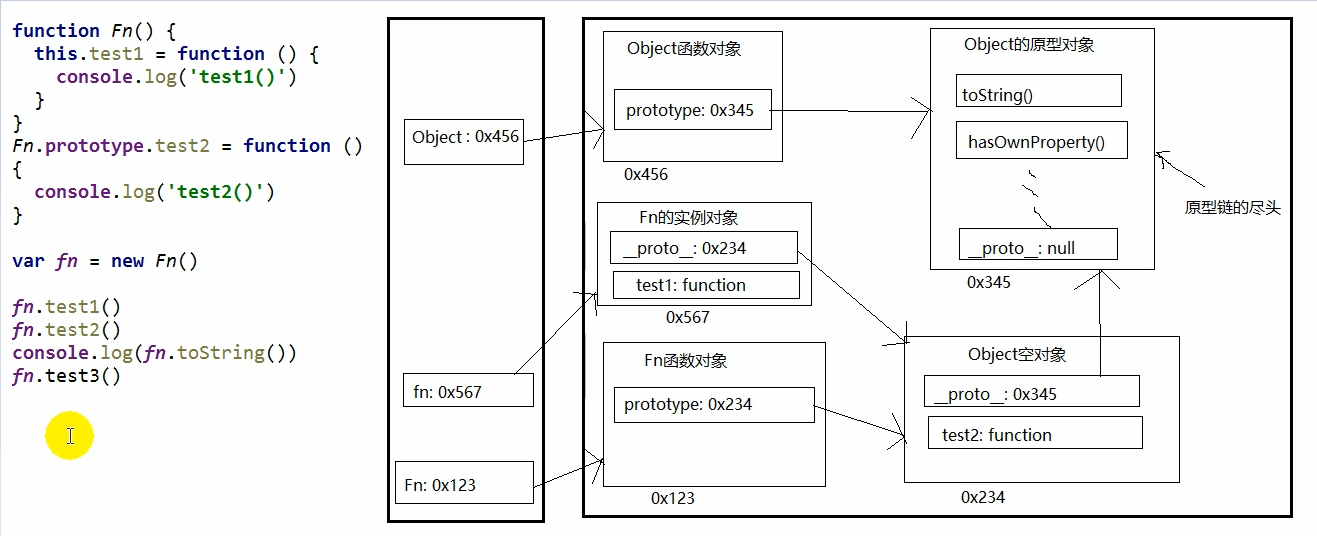 function Fn() {
  this.test1 = function () {
    console.log('test1()')
  }
}
Fn.prototype.test2 = function ()
{
  console.log('test2()')
}
var fn = new Fn()
fn.test1()
fn.test2()
console.log(fn.toString())
fn.test3()
Object : 0x456
fn: 0x567
Fn: 0x123
Object函数对象
prototype: 0x345
0x456
Fn的实例对象
__proto__: 0x234
test1: function
0x567
Fn函数对象
prototype: 0x234
0x123
Object的原型对象
toString()
hasOwnProperty()
__proto__: null
0x345
原型链的尽头
Object空对象
__proto__: 0x345
test2: function
0x234